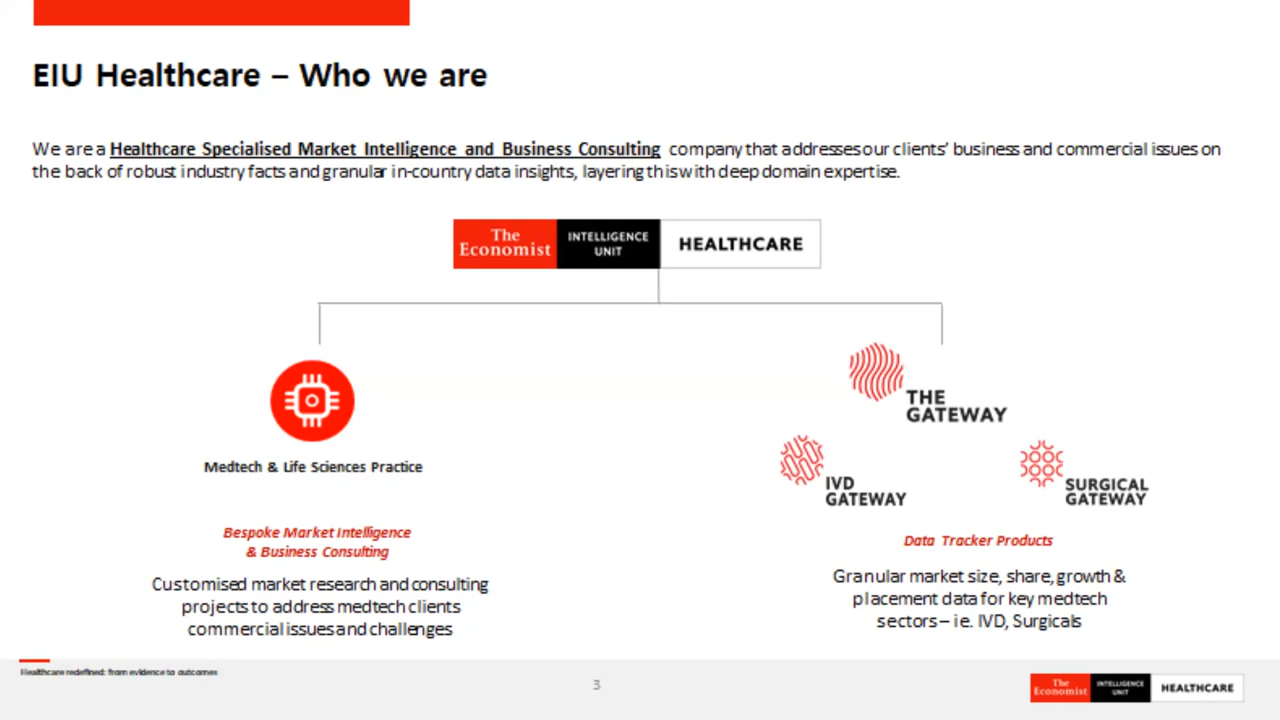 EIU Healthcare – Who we are
We are a Healthcare Specialised Market Intelligence and Business Consulting company that addresses our clients’ business and commercial issues on
the back of robust industry facts and granular in-country data insights, layering this with deep domain expertise.
The
Economist
INTELLIGENCE
UNIT
HEALTHCARE
THE
GATEWAY
Medtech & Life Sciences Practice
IVD
GATEWAY
SURGICAL
GATEWAY
Bespoke Market Intelligence
& Business Consulting
Customised market research and consulting
projects to address medtech clients
commercial issues and challenges
Data Tracker Products
Granular market size, share, growth &
placement data for key medtech
sectors – ie. IVD, Surgicals
Healthcare redefined: from evidence to outcomes
3
The
Economist
INTELLIGENCE
UNIT
HEALTHCARE